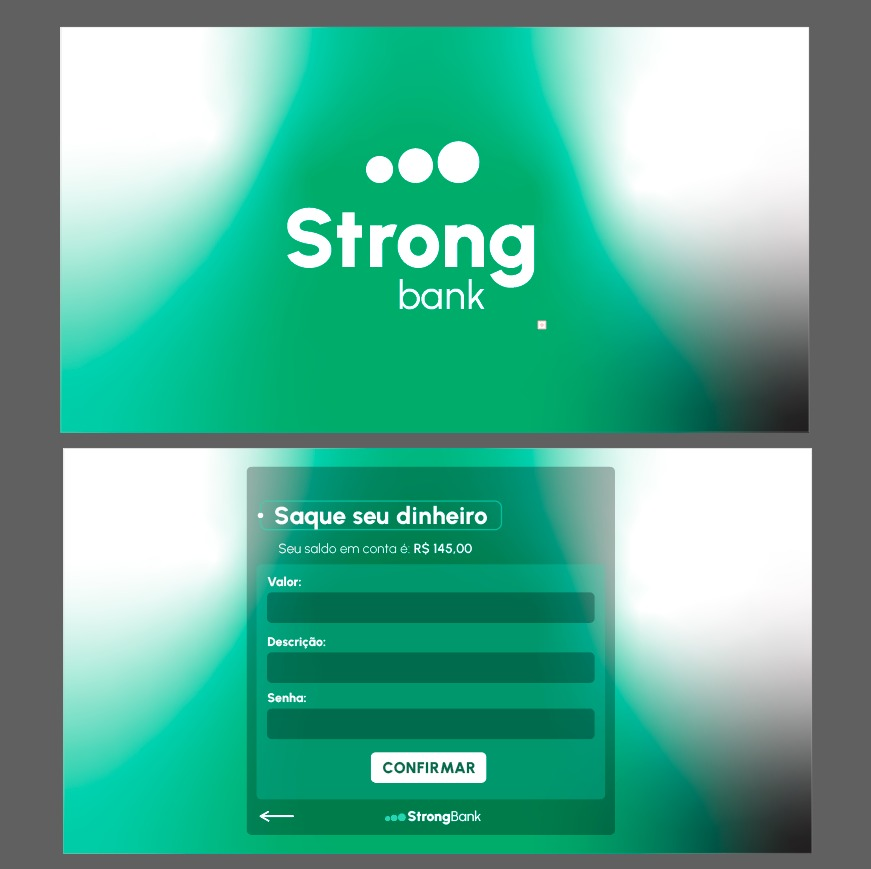 Strong
bank
• Saque seu dinheiro
Seu saldo em conta é: R$ 145,00
Valor:
Descrição:
Senha:
CONFIRMAR
StrongBank